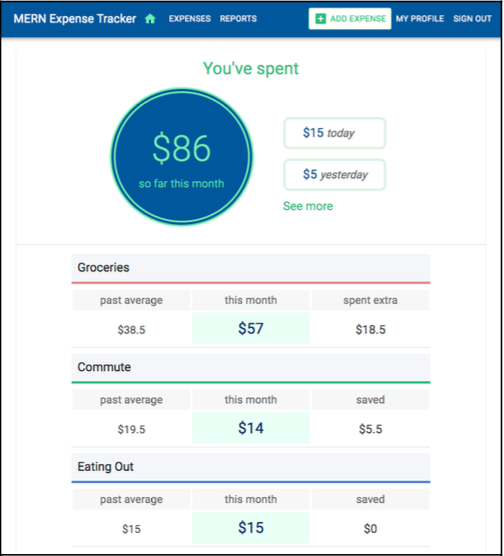 MERN Expense Tracker EXPENSES REPORTS ADD EXPENSE MY PROFILE SIGN OUT
You've spent
$86
so far this month
$15 today
$5 yesterday
See more
Groceries
past average this month spent extra
$38.5 $57 $18.5
Commute
past average this month saved
$19.5 $14 $5.5
Eating Out
past average this month saved
$15 $15 $0